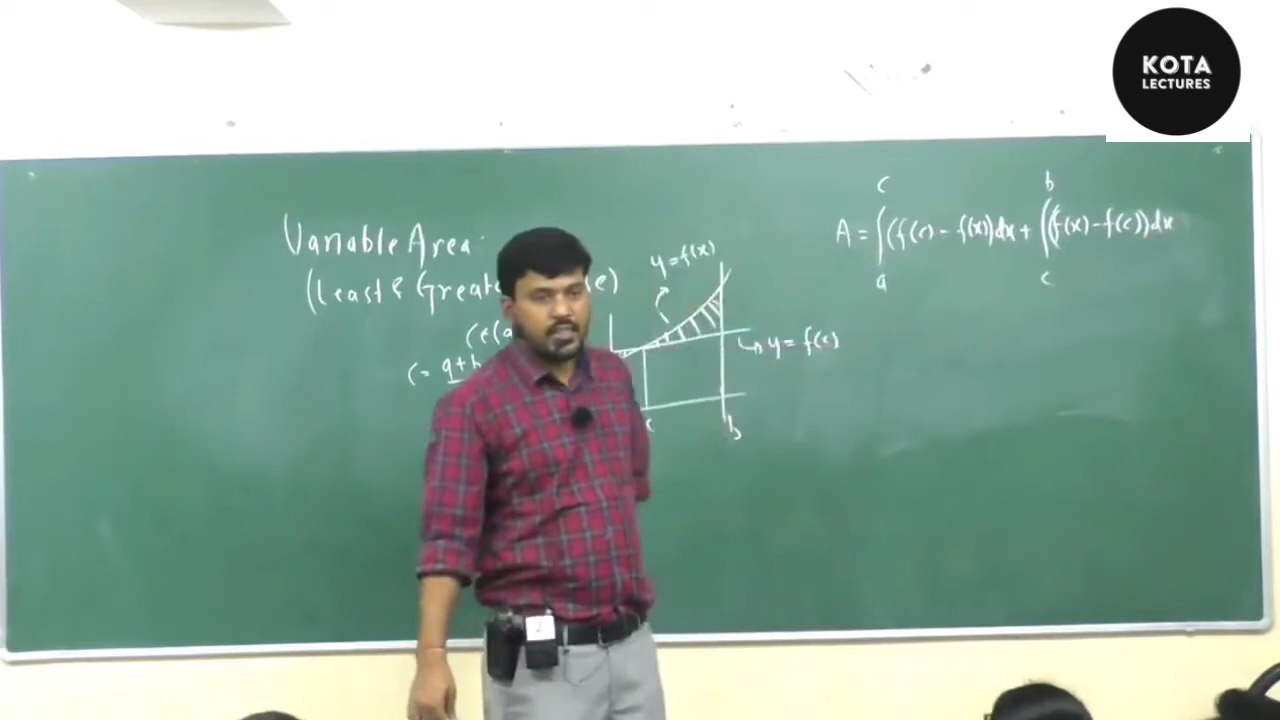 KOTA
LECTURES
Variable Area
(Least & Greate
c = a+b
y = f(x)
y = f(c)
c
b
A = ∫(f(c) - f(x))dx + ∫(f(x) - f(c))dx
a
c
b